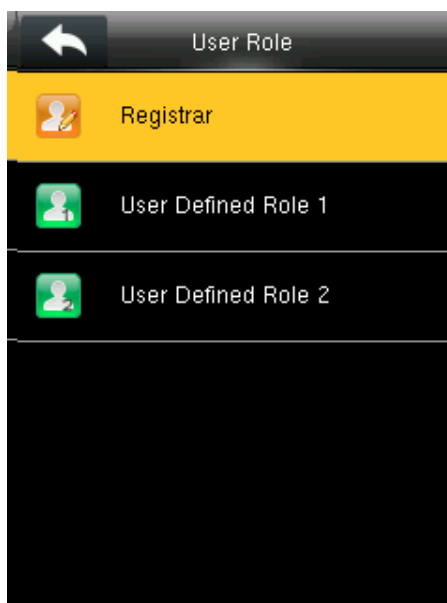 User Role
Registrar
User Defined Role 1
User Defined Role 2